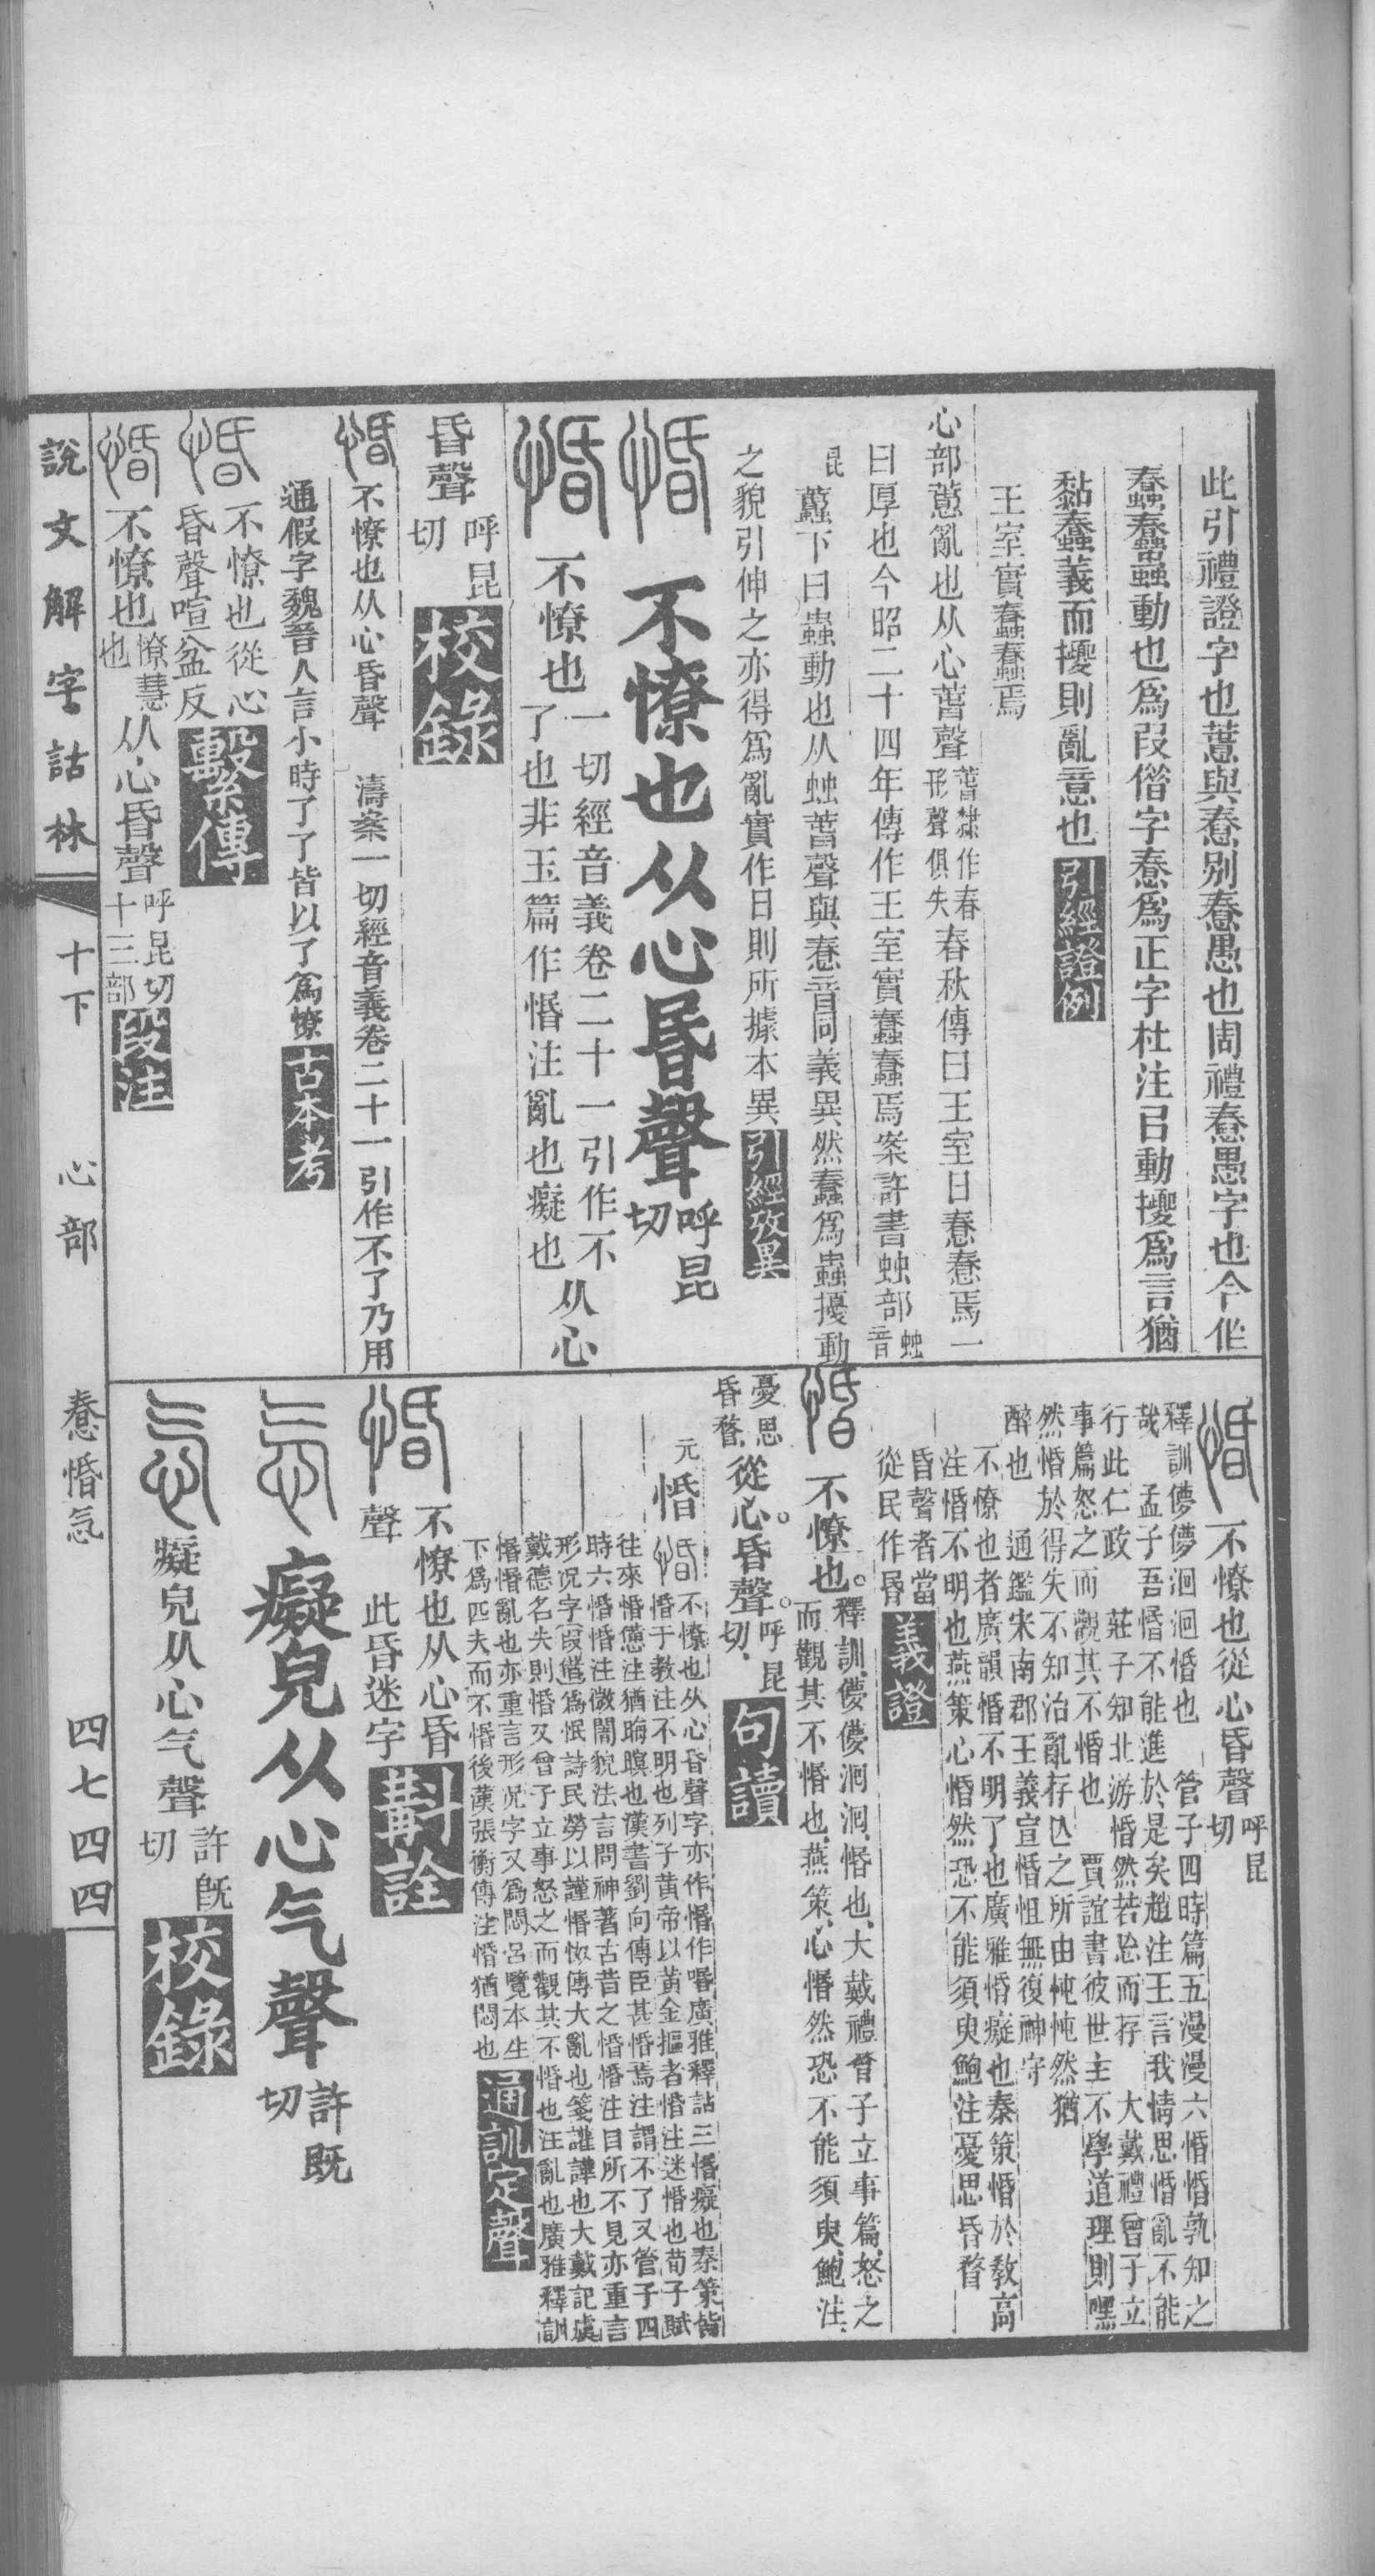 此引禮證字也惷與惷別惷愚也周禮惷愚字也今作
蠢蠢蠢蟲動也爲叚偕字惷爲正字杜注曰動擾爲言猶
黏蠢義而擾則亂意也引經證例
王室實蠢蠢焉
心部惷亂也从心萅聲萅隸作春
形聲俱失春秋傳曰王室日惷惷焉一
曰厚也今昭二十四年傳作王室實蠢蠢焉案許書䖵部䖵音
昆蠢下曰蟲動也从䖵萅聲與惷音同義異然蠢爲蟲擾動
之貌引伸之亦得爲亂實作日則所據本異引經攷異
惛 不憭也从心昏聲呼昆切
惛 不憭也一切經音義卷二十一引作不
了也非玉篇作惛注亂也癡也从心
昏聲呼昆切校錄
惛不憭也从心昏聲 濤案一切經音義卷二十一引作不了乃用
通假字魏晉人言小時了了皆以了爲憭古本考
惛不憭也從心
昏聲喧盆反繫傳
惛不憭也憭慧也从心昏聲呼昆切十三部段注
說文解字詁林 十下 心部 惷惛忥 四七四四
惛不憭也從心昏聲呼昆切
釋訓儚儚洄洄惛也 管子四時篇五漫漫六惛惛孰知之
哉 孟子吾惛不能進於是矣趙注王言我情思惛亂不能
行此仁政 莊子知北游惛然若亡而存 大戴禮曾子立
事篇怒之而觀其不惛也 賈誼書彼世主不學道理則嘿
然惛於得失不知治亂存亾之所由忳忳然猶
醉也 通鑑宋南郡王義宣惛怚無復神守
不憭也者廣韻惛不明了也廣雅惛癡也秦策惛於敎高
注惛不明也燕策心惛然恐不能須臾鮑注憂思昏瞀
昏聲者當
從民作昬義證
惛不憭也。釋訓、儚儚洄洄、惛也、大戴禮曾子立事篇、怒之
而觀其不惛也、燕策、心惛然恐不能須臾、鮑注、
憂思昏瞀、從心。昏聲。呼昆切、句讀
元惛惛不憭也从心昏聲字亦作惛作㖧廣雅釋詁三惛癡也秦策皆
惛于教注不明也列子黄帝以黃金摳者惛注迷惛也荀子賦
往來惛憊注猶晦暝也漢書劉向傳臣甚惛焉注謂不了又管子四
時六惛惛注微闇貌法言問神著古昔之惛惛注目所不見亦重言
形况字叚借爲怋詩民勞以謹惛怓傳大亂也箋讙譁也大戴記虞
戴德名失則惛又曾子立事怒之而觀其不惛也注亂也廣雅釋訓
惛惛亂也亦重言形况字又爲悶呂覽本生
下爲匹夫而不惛後漢張衡傳注惛猶悶也通訓定聲
惛不憭也从心昏
聲 此昏迷字斠詮
忥 癡皃从心气聲許旣切
忥癡皃从心气聲許旣切校錄